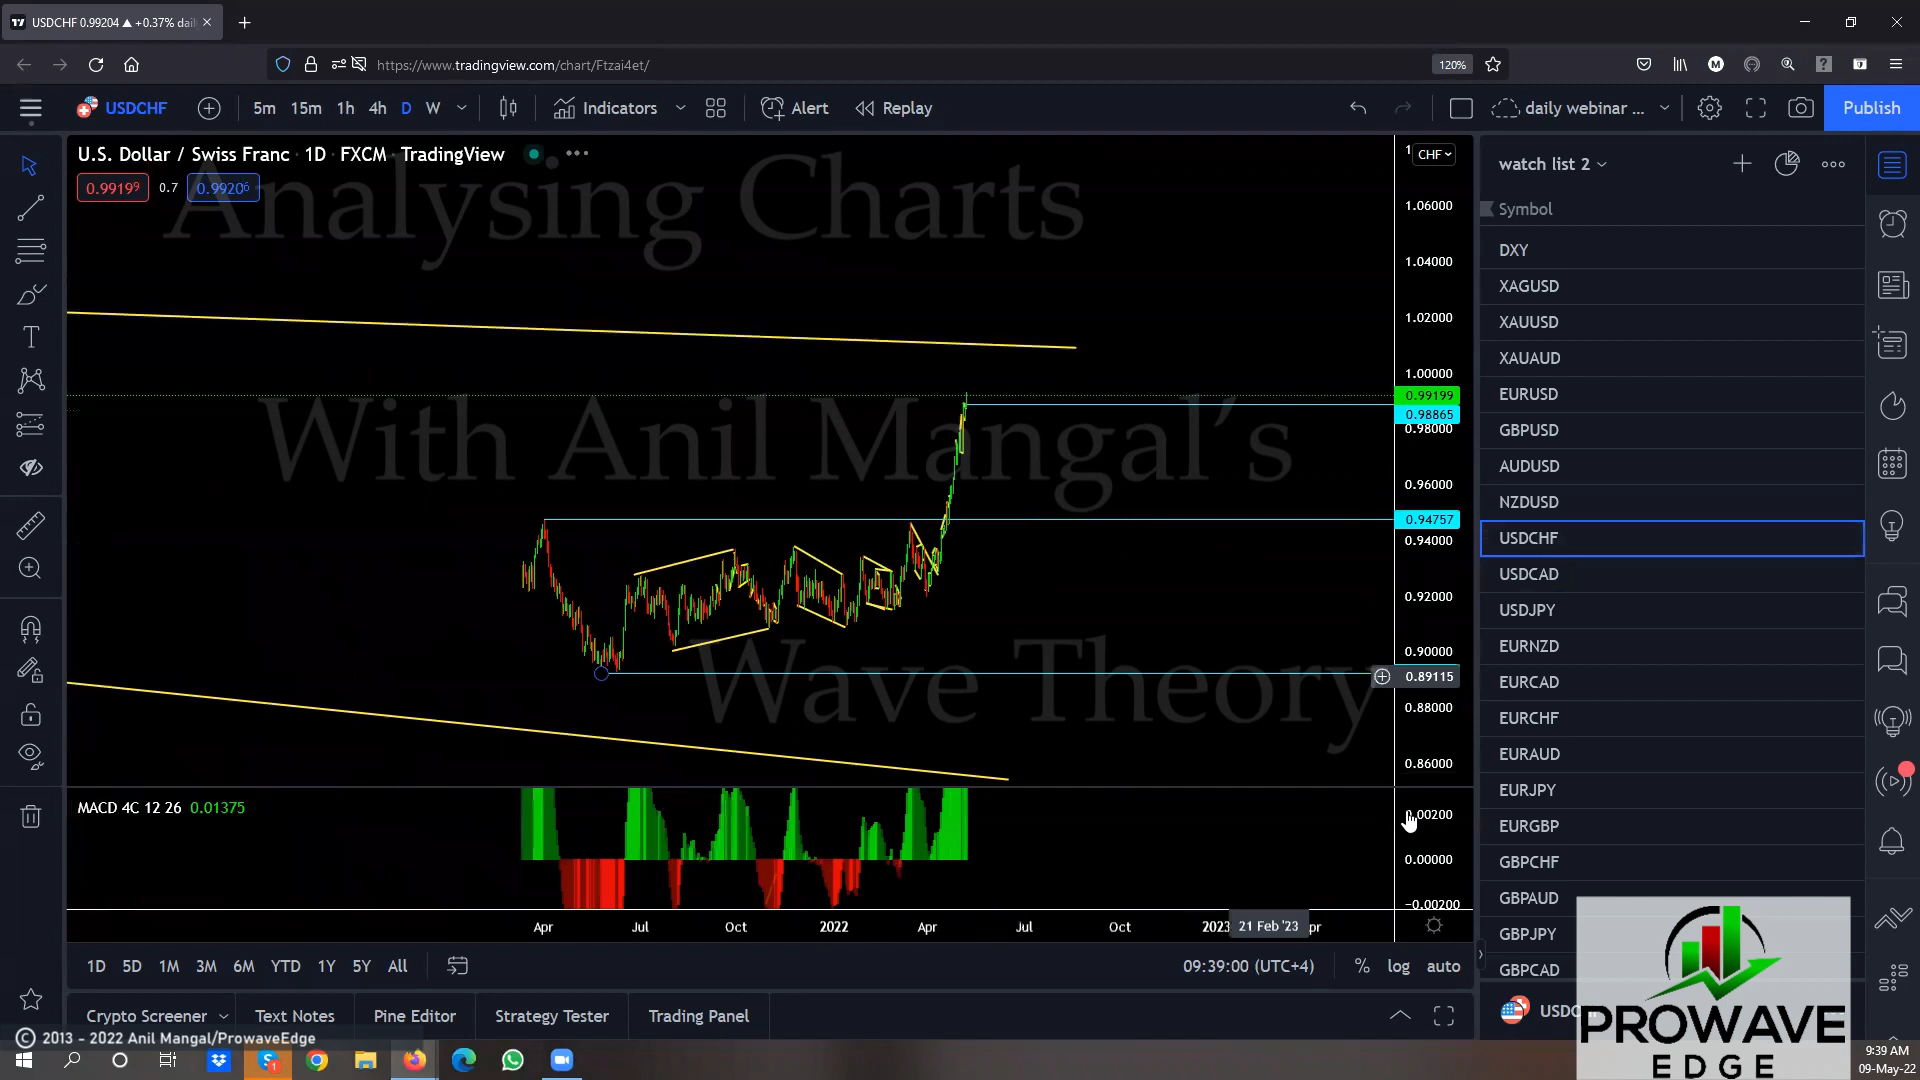 USDCHF 0.99204 ▲ +0.37% dail
https://www.tradingview.com/chart/Ftzai4et/
120%
USDCHF
5m
15m
1h
4h
D
W
Indicators
Alert
Replay
daily webinar ...
Publish
U.S. Dollar / Swiss Franc · 1D · FXCM · TradingView
0.99199
0.7
0.99206
CHF
Analysing Charts
With Anil Mangal's
Wave Theory
1.06000
1.04000
1.02000
1.00000
0.99199
0.98865
0.98000
0.96000
0.94757
0.94000
0.92000
0.90000
0.89115
0.88000
0.86000
MACD 4C 12 26 0.01375
0.00200
0.00000
−0.00200
Apr
Jul
Oct
2022
Apr
Jul
Oct
2023
21 Feb '23
pr
1D
5D
1M
3M
6M
YTD
1Y
5Y
All
09:39:00 (UTC+4)
%
log
auto
Crypto Screener
Text Notes
Pine Editor
Strategy Tester
Trading Panel
© 2013 - 2022 Anil Mangal/ProwaveEdge
watch list 2
Symbol
DXY
XAGUSD
XAUUSD
XAUAUD
EURUSD
GBPUSD
AUDUSD
NZDUSD
USDCHF
USDCAD
USDJPY
EURNZD
EURCAD
EURCHF
EURAUD
EURJPY
EURGBP
GBPCHF
GBPAUD
GBPJPY
GBPCAD
PROWAVE
EDGE
9:39 AM
09-May-22